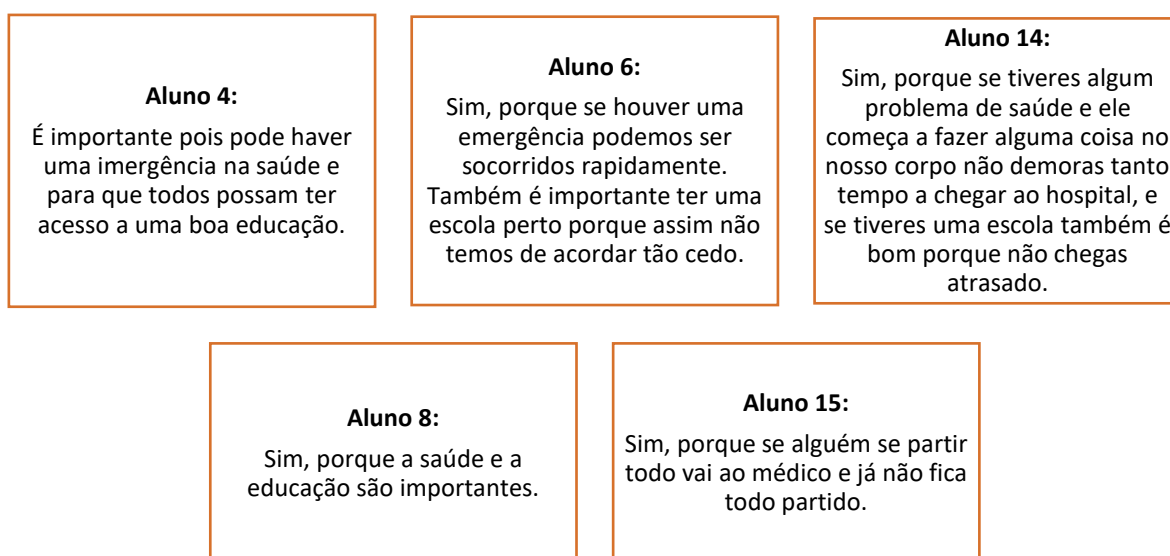 Aluno 4:
É importante pois pode haver
uma imergência na saúde e
para que todos possam ter
acesso a uma boa educação.
Aluno 6:
Sim, porque se houver uma
emergência podemos ser
socorridos rapidamente.
Também é importante ter uma
escola perto porque assim não
temos de acordar tão cedo.
Aluno 14:
Sim, porque se tiveres algum
problema de saúde e ele
começa a fazer alguma coisa no
nosso corpo não demoras tanto
tempo a chegar ao hospital, e
se tiveres uma escola também é
bom porque não chegas
atrasado.
Aluno 8:
Sim, porque a saúde e a
educação são importantes.
Aluno 15:
Sim, porque se alguém se partir
todo vai ao médico e já não fica
todo partido.